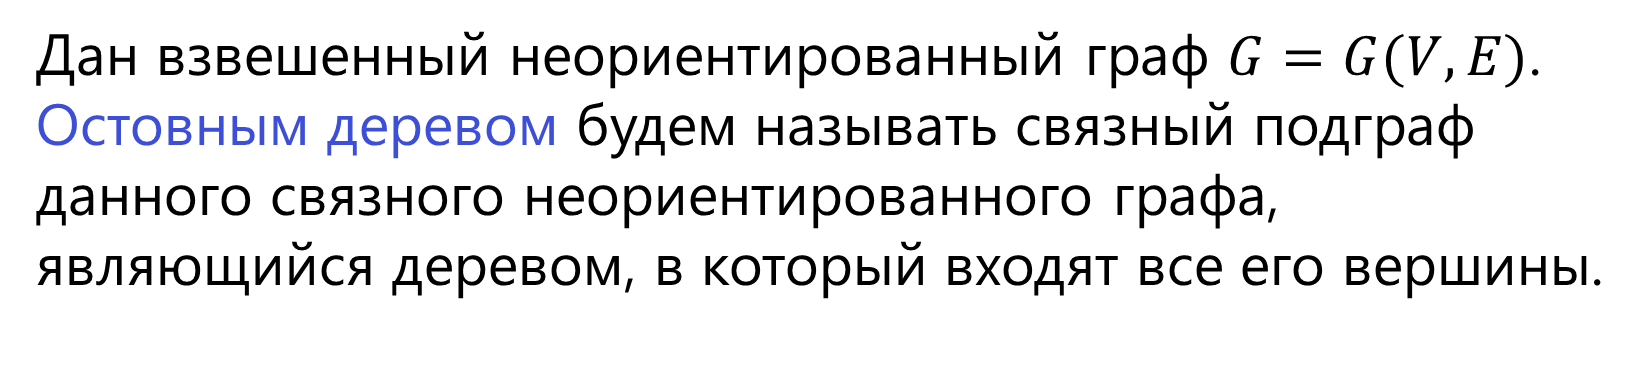 Дан взвешенный неориентированный граф G = G(V, E).
Остовным деревом будем называть связный подграф
данного связного неориентированного графа,
являющийся деревом, в который входят все его вершины.